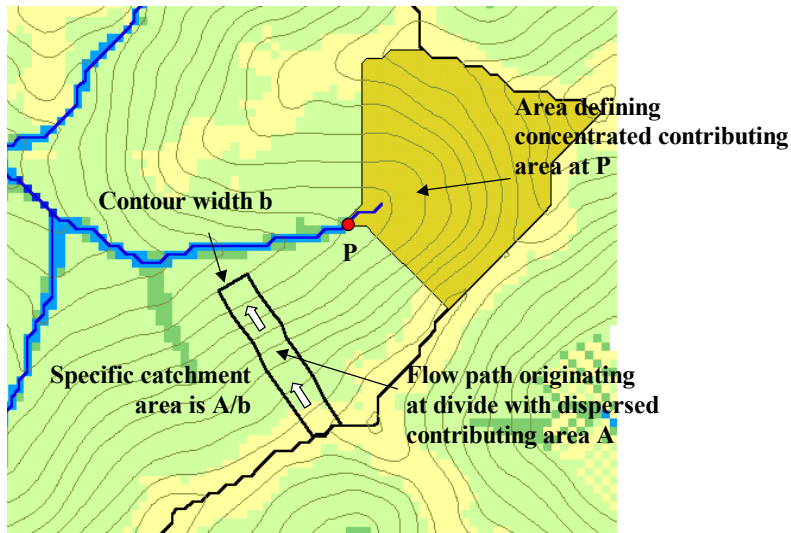 Area defining
concentrated contributing
area at P
Contour width b
P
Specific catchment
area is A/b
Flow path originating
at divide with dispersed
contributing area A